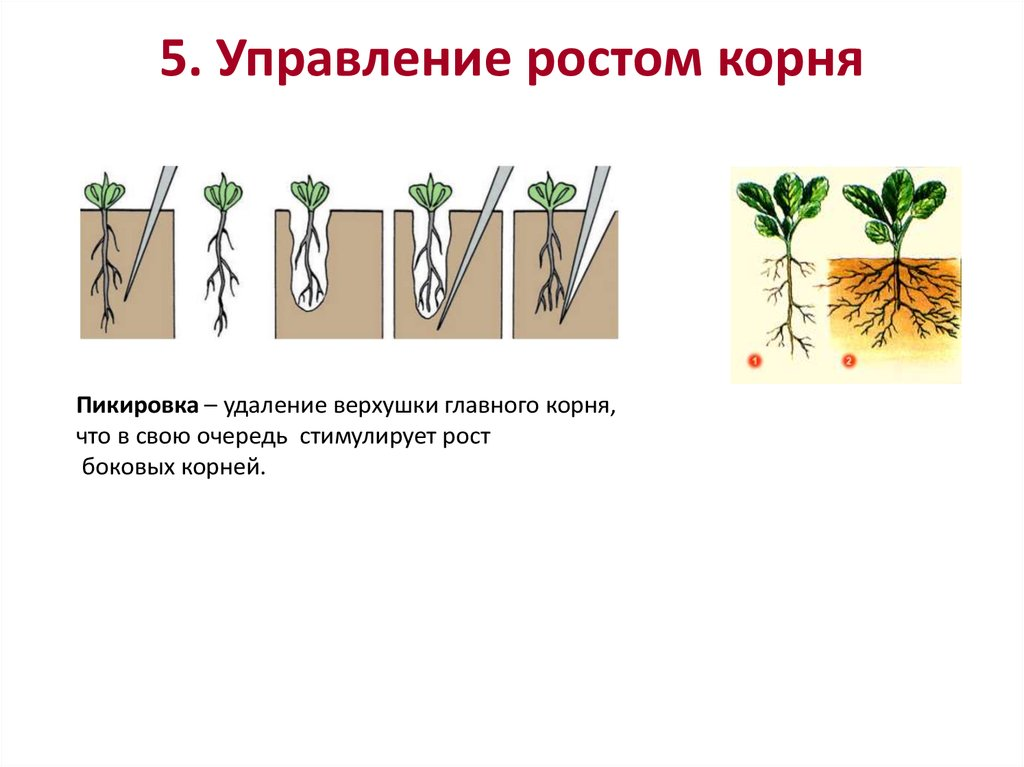 5. Управление ростом корня
1 2
Пикировка – удаление верхушки главного корня,
что в свою очередь стимулирует рост
боковых корней.